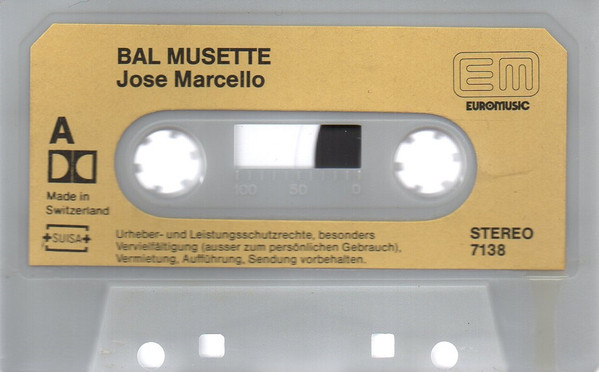 BAL MUSETTE
Jose Marcello
EM
EUROMUSIC
A
Made in
Switzerland
+SUISA+
100 50 0
Urheber- und Leistungsschutzrechte, besonders
Vervielfältigung (ausser zum persönlichen Gebrauch),
Vermietung, Aufführung, Sendung vorbehalten.
STEREO
7138